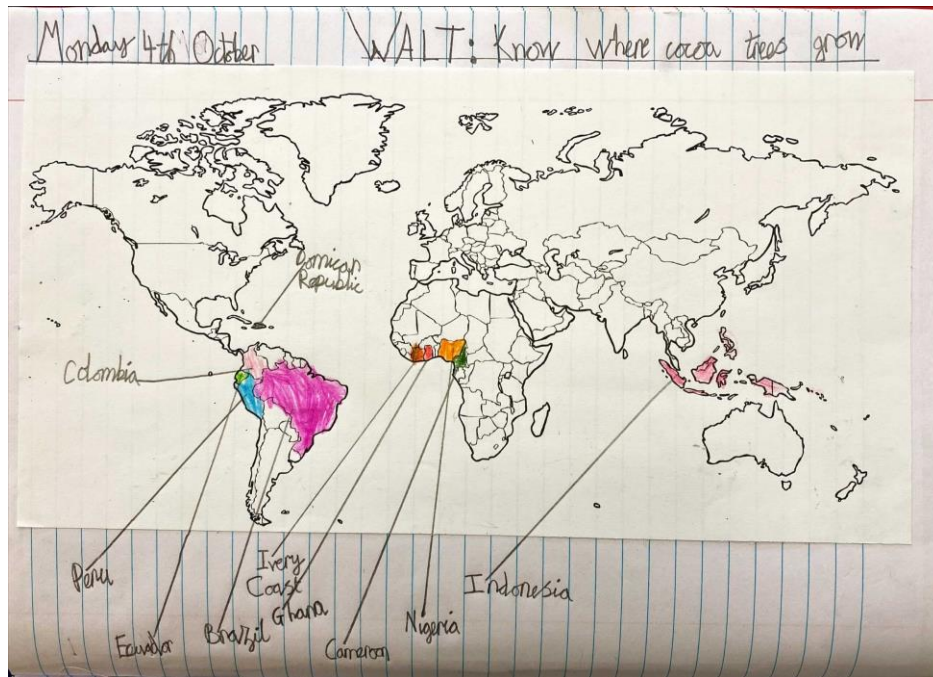 Monday 4th October
WALT: Know where cocoa trees grow
Domican
Republic
Colombia
Peru
Ecuador
Brazil
Ivery
Coast
Ghana
Cameroon
Nigeria
Indonesia